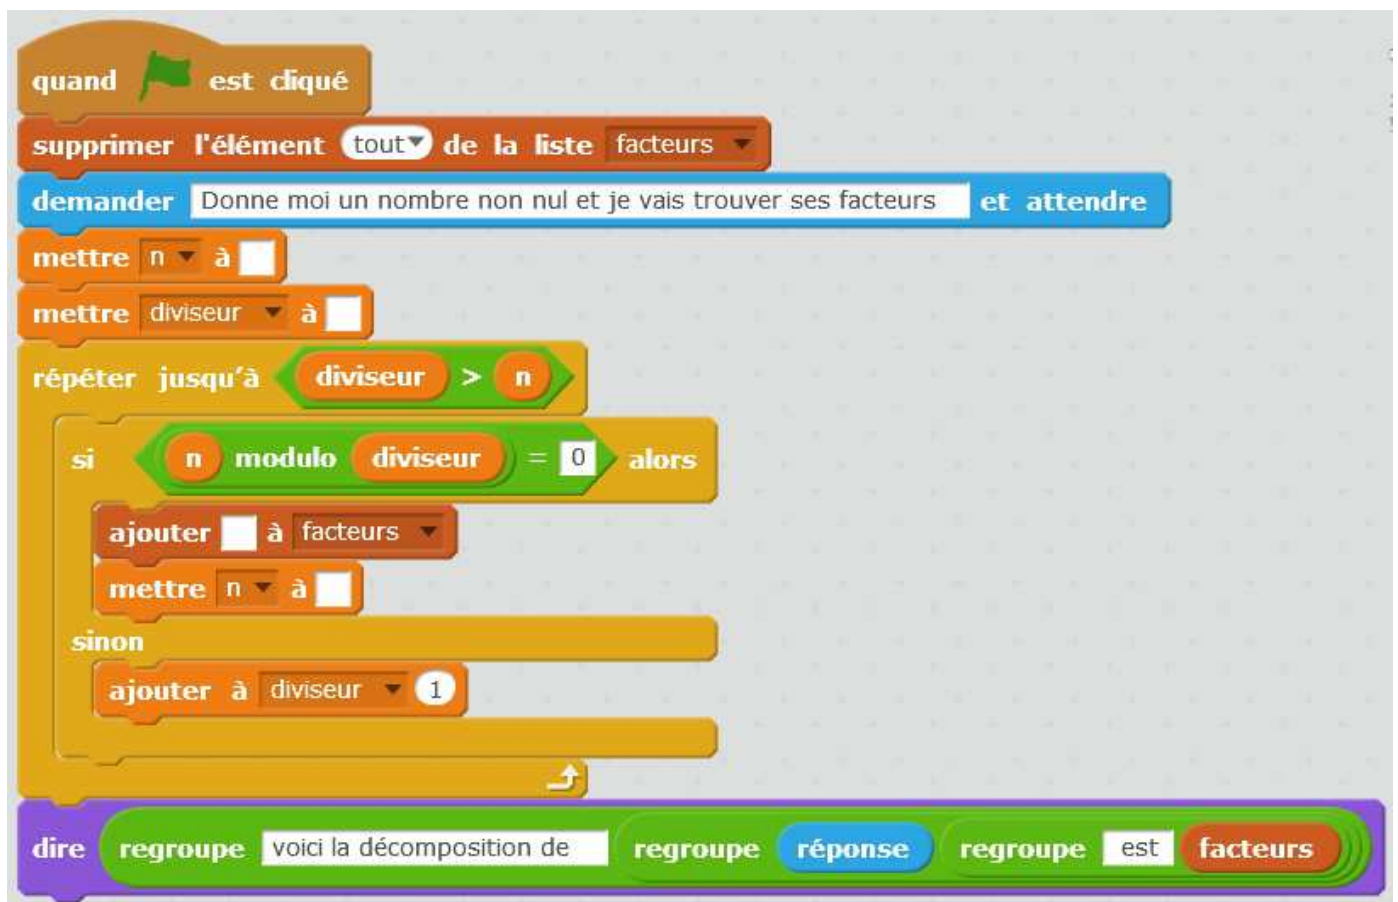 quand est cliqué
supprimer l'élément tout de la liste facteurs
demander Donne moi un nombre non nul et je vais trouver ses facteurs et attendre
mettre n à
mettre diviseur à
répéter jusqu'à diviseur > n
si n modulo diviseur = 0 alors
ajouter à facteurs
mettre n à
sinon
ajouter à diviseur 1
dire regroupe voici la décomposition de regroupe réponse regroupe est facteurs